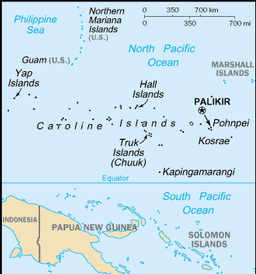 Philippine
Sea
Northern
Mariana
Islands
(U.S.)
0 350 700 km
0 350 700 mi
North Pacific
Ocean
Guam (U.S.)
MARSHALL
ISLANDS
Yap
Islands
Hall
Islands
PALIKIR
Pohnpei
Caroline Islands
Kosrae
Truk
Islands
(Chuuk)
Kapingamarangi
Equator
South Pacific
Ocean
INDONESIA
PAPUA NEW GUINEA
SOLOMON
ISLANDS